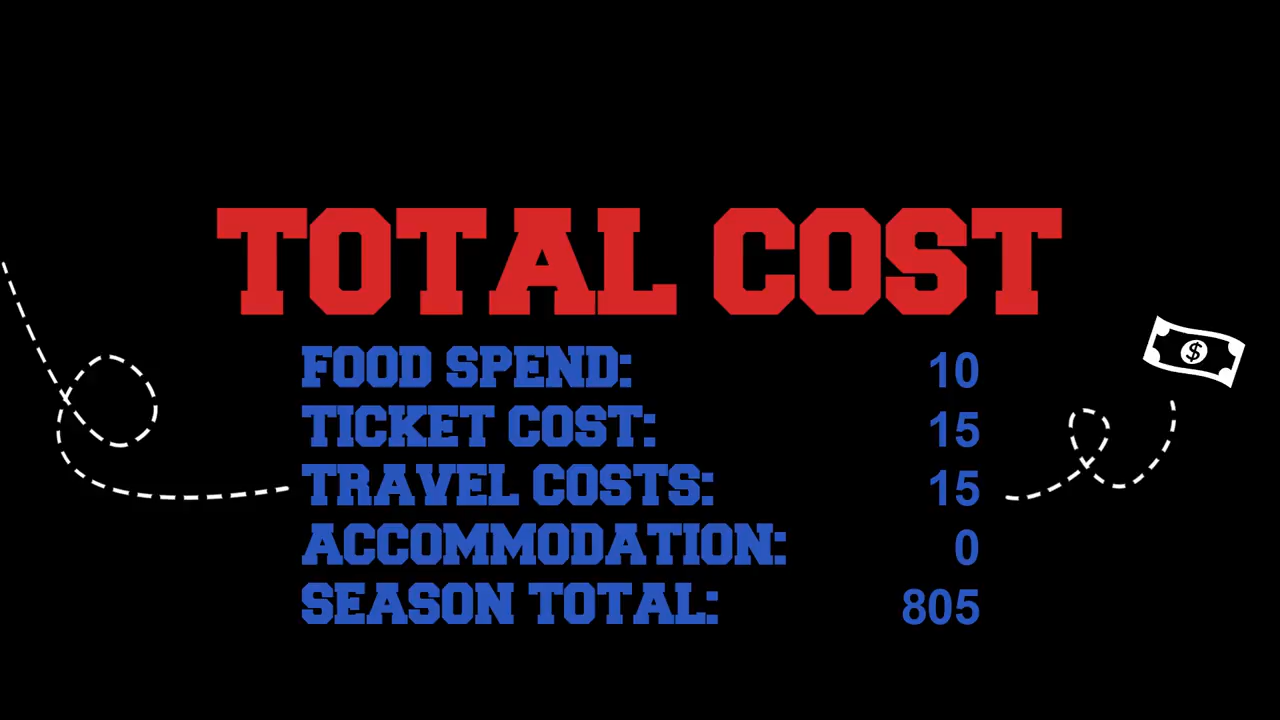 TOTAL COST
FOOD SPEND: 10
TICKET COST: 15
TRAVEL COSTS: 15
ACCOMMODATION: 0
SEASON TOTAL: 805
$